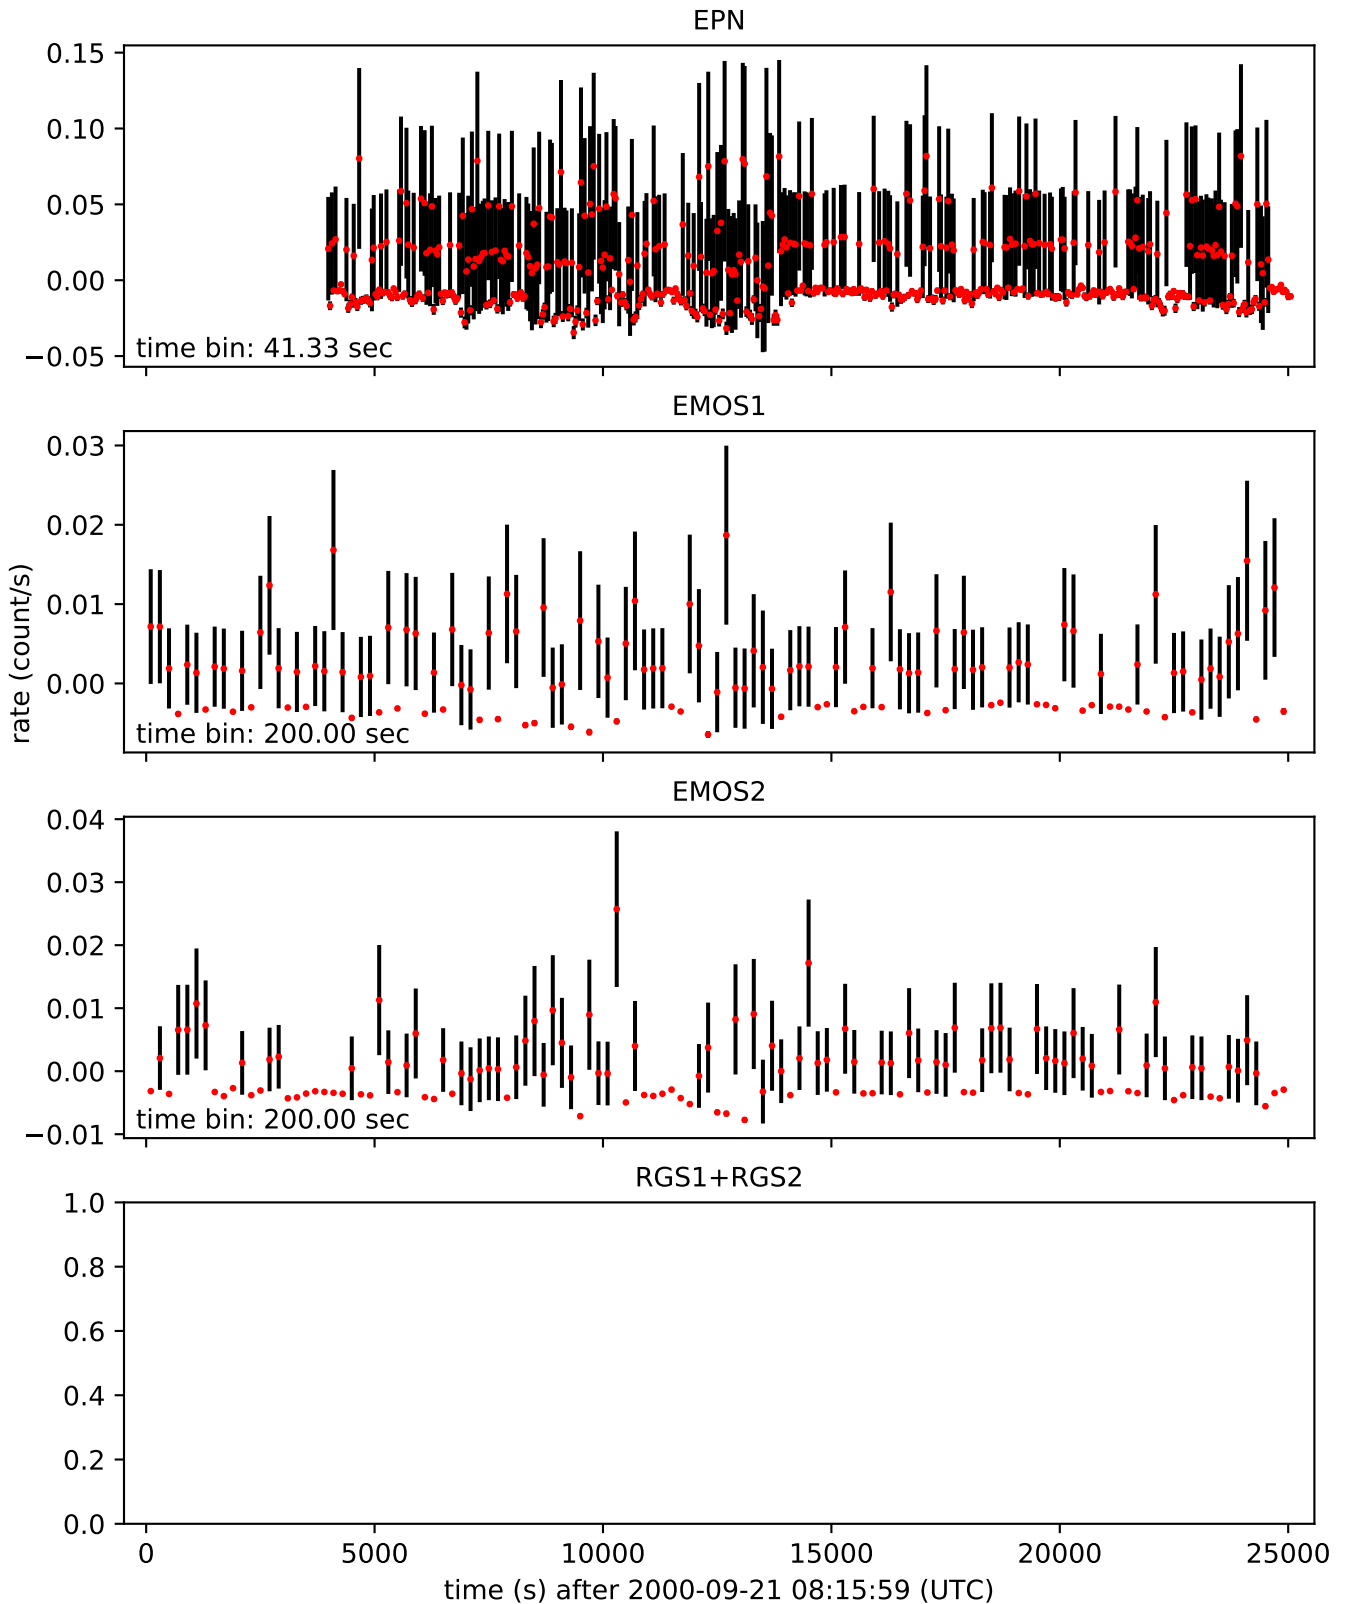 EPN
0.15
0.10
0.05
0.00
−0.05
time bin: 41.33 sec
EMOS1
0.03
0.02
0.01
0.00
time bin: 200.00 sec
rate (count/s)
EMOS2
0.04
0.03
0.02
0.01
0.00
−0.01
time bin: 200.00 sec
RGS1+RGS2
1.0
0.8
0.6
0.4
0.2
0.0
0 5000 10000 15000 20000 25000
time (s) after 2000-09-21 08:15:59 (UTC)